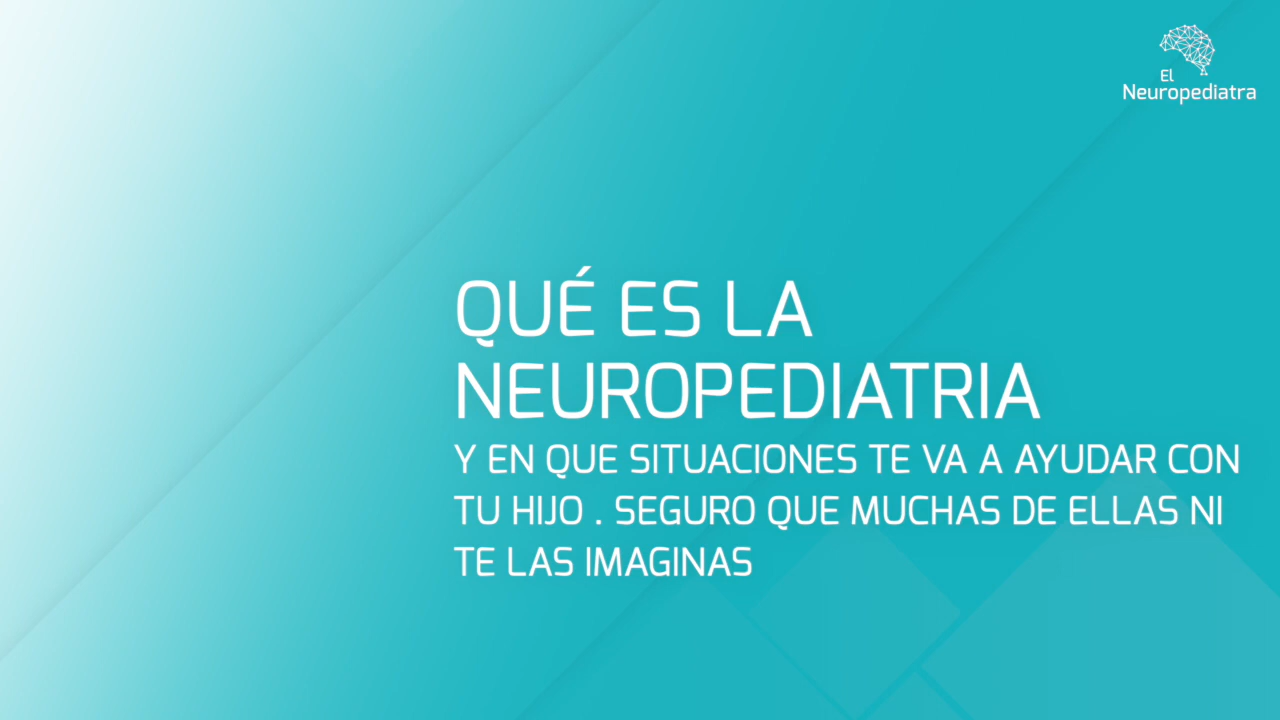 El
Neuropediatra
QUÉ ES LA
NEUROPEDIATRIA
Y EN QUE SITUACIONES TE VA A AYUDAR CON
TU HIJO . SEGURO QUE MUCHAS DE ELLAS NI
TE LAS IMAGINAS